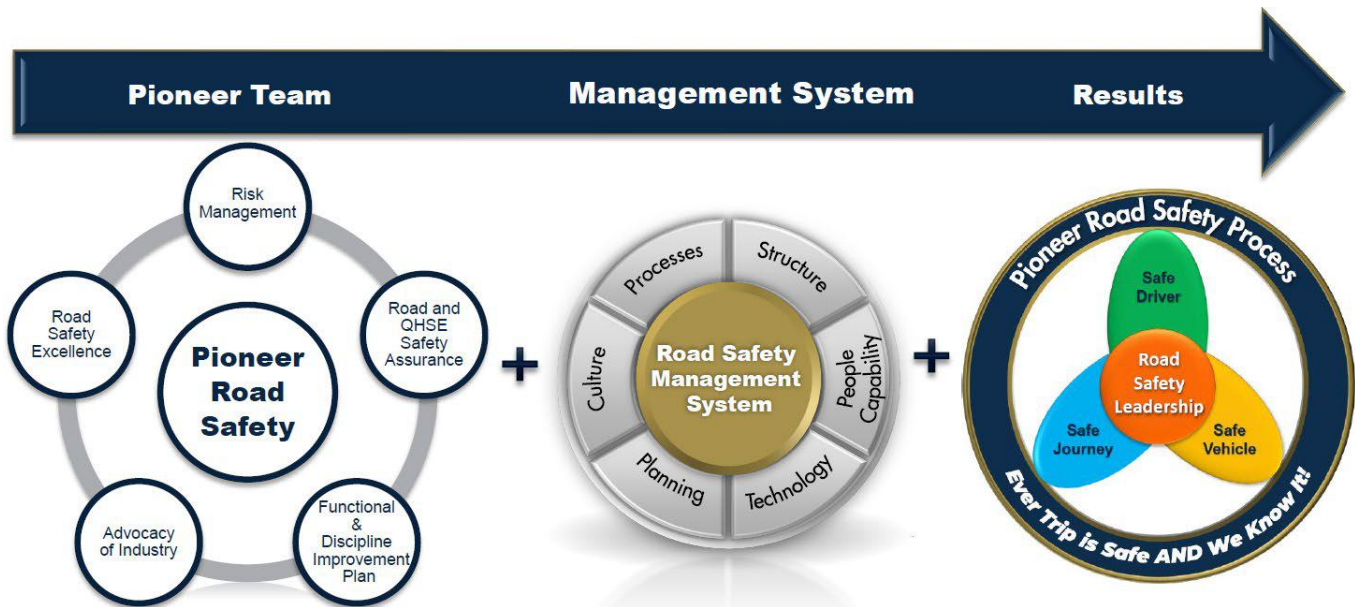 Pioneer Team
Management System
Results
Risk
Management
Road
Safety
Excellence
Road and
QHSE
Safety
Assurance
Pioneer
Road
Safety
Advocacy
of Industry
Functional
&
Discipline
Improvement
Plan
+
Processes
Structure
Culture
People
Capability
Planning
Technology
Road Safety
Management
System
+
Pioneer Road Safety Process
Safe
Driver
Road
Safety
Leadership
Safe
Journey
Safe
Vehicle
Ever Trip is Safe AND We Know It!